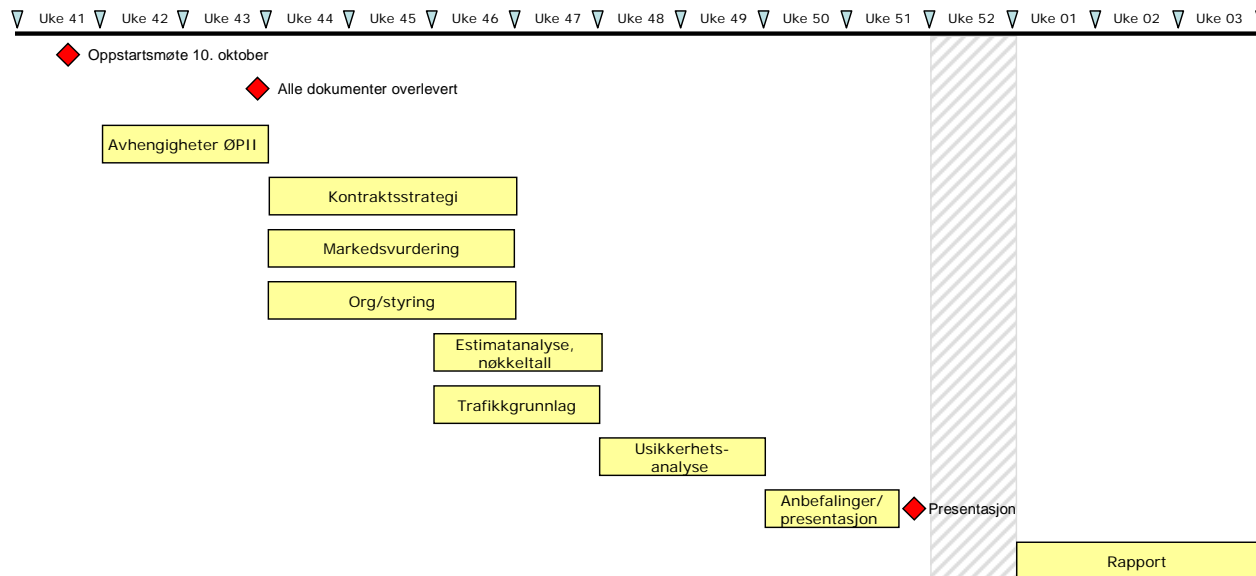 Uke 41 Uke 42 Uke 43 Uke 44 Uke 45 Uke 46 Uke 47 Uke 48 Uke 49 Uke 50 Uke 51 Uke 52 Uke 01 Uke 02 Uke 03
Oppstartsmøte 10. oktober
Alle dokumenter overlevert
Avhengigheter ØPII
Kontraktsstrategi
Markedsvurdering
Org/styring
Estimatanalyse,
nøkkeltall
Trafikkgrunnlag
Usikkerhets-
analyse
Anbefalinger/
presentasjon
Presentasjon
Rapport